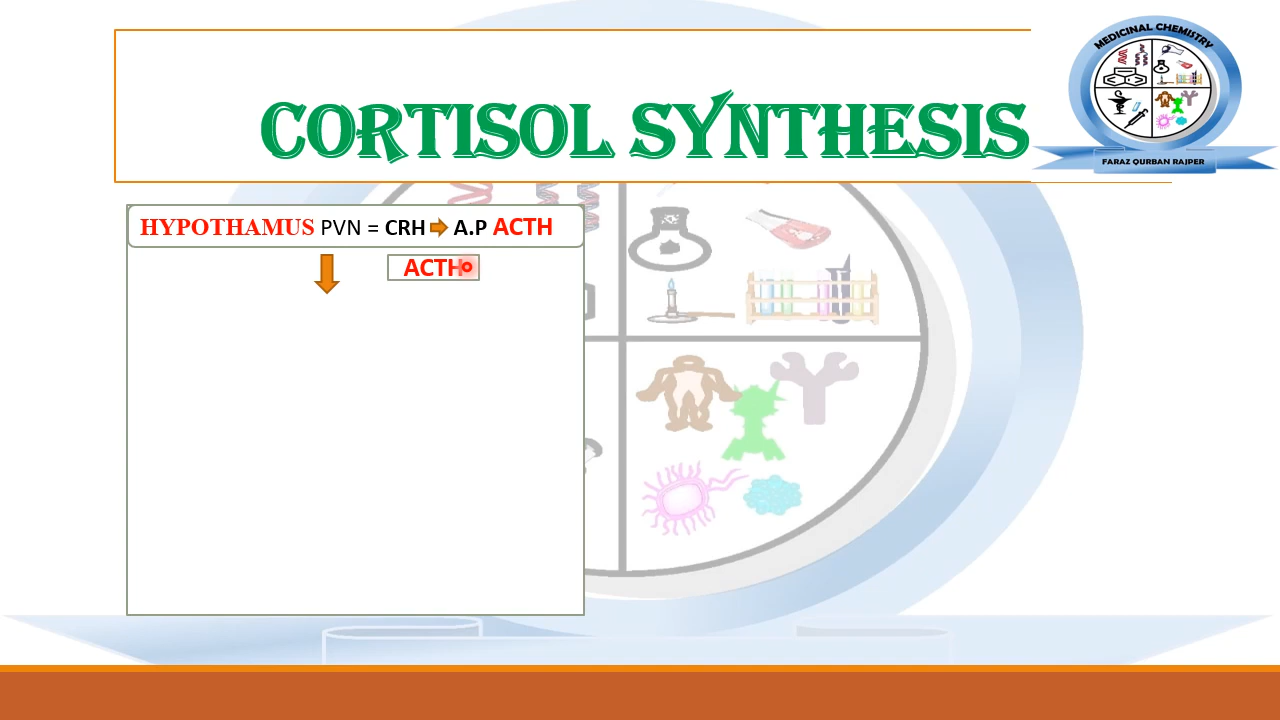 MEDICINAL CHEMISTRY
CORTISOL SYNTHESIS
FARAZ QURBAN RAJPER
HYPOTHAMUS PVN = CRH A.P ACTH
ACTH